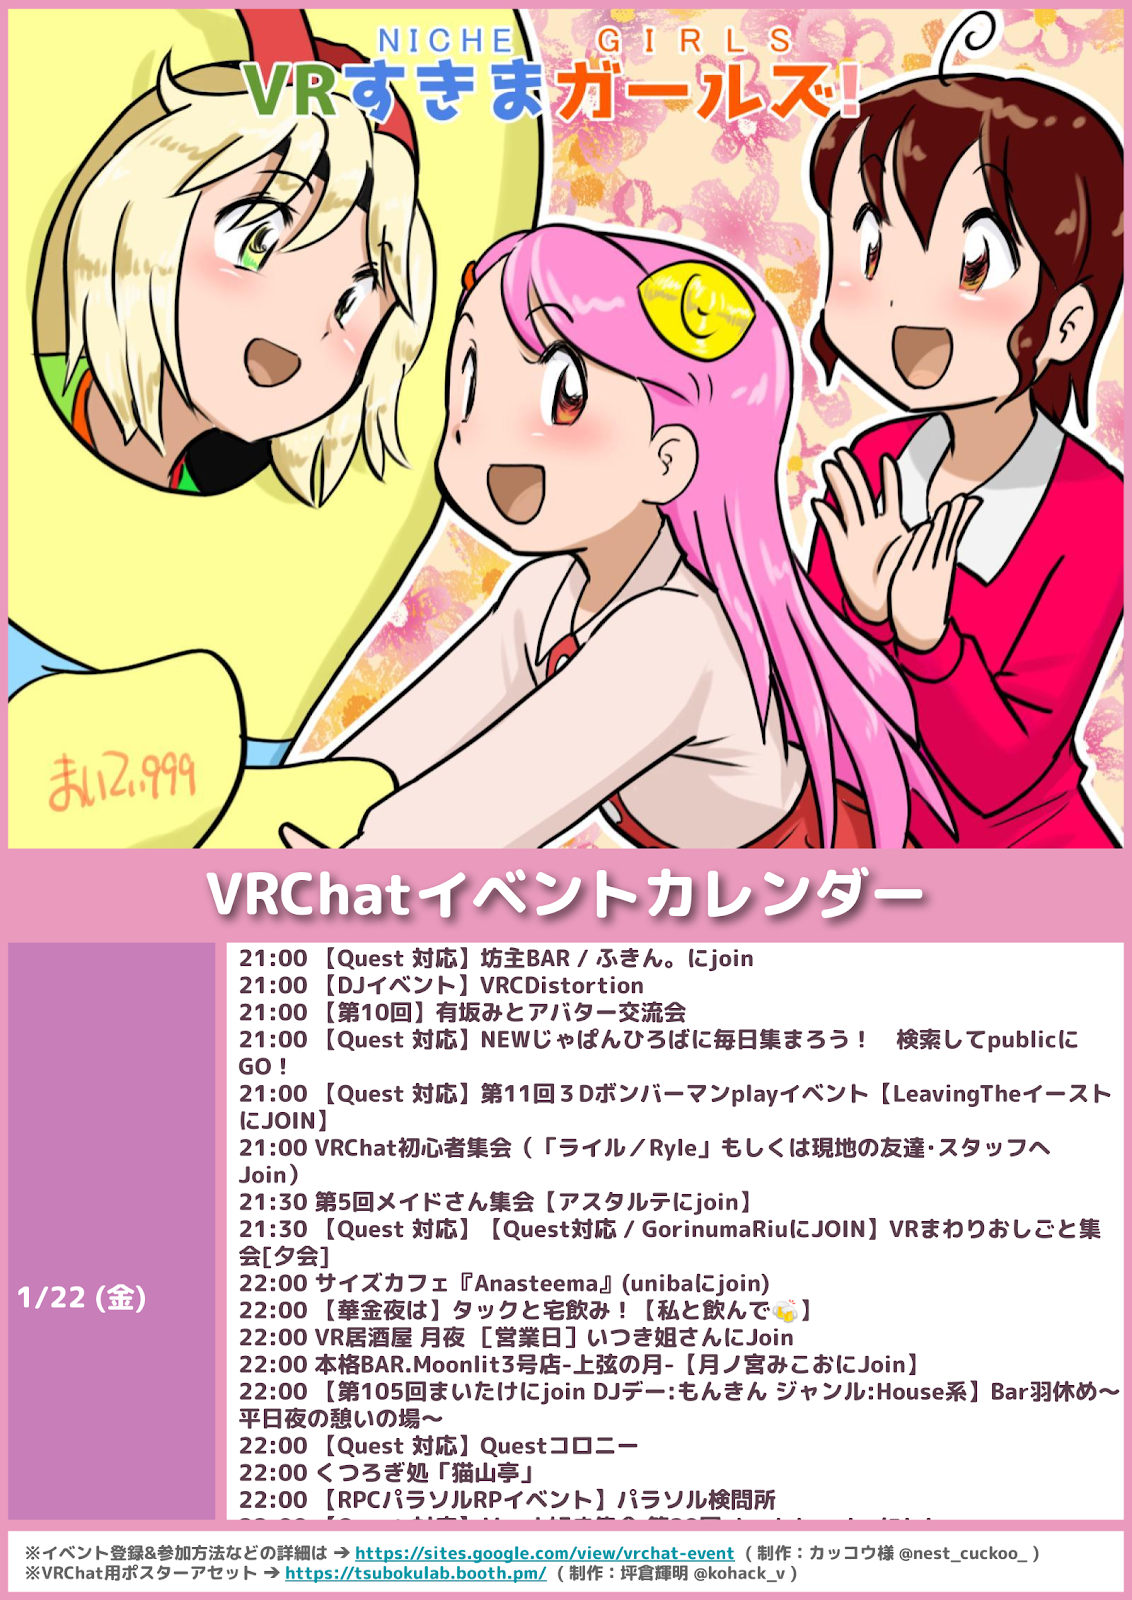 NICHE GIRLS
VRすきまガールズ!
まいてぃ999
VRChatイベントカレンダー
1/22 (金)
21:00 【Quest 対応】坊主BAR / ふきん。にjoin
21:00 【DJイベント】VRCDistortion
21:00 【第10回】有坂みとアバター交流会
21:00 【Quest 対応】NEWじゃぱんひろばに毎日集まろう！　検索してpublicに
GO！
21:00 【Quest 対応】第11回３Dボンバーマンplayイベント【LeavingTheイースト
にJOIN】
21:00 VRChat初心者集会（「ライル／Ryle」もしくは現地の友達･スタッフへ
Join）
21:30 第5回メイドさん集会【アスタルテにjoin】
21:30 【Quest 対応】【Quest対応 / GorinumaRiuにJOIN】VRまわりおしごと集
会[夕会]
22:00 サイズカフェ『Anasteema』(unibaにjoin)
22:00 【華金夜は】タックと宅飲み！【私と飲んで🍻】
22:00 VR居酒屋 月夜 ［営業日］いつき姐さんにJoin
22:00 本格BAR.Moonlit3号店-上弦の月-【月ノ宮みこおにJoin】
22:00 【第105回まいたけにjoin DJデー:もんきん ジャンル:House系】Bar羽休め～
平日夜の憩いの場～
22:00 【Quest 対応】Questコロニー
22:00 くつろぎ処「猫山亭」
22:00 【RPCパラソルRPイベント】パラソル検問所
※イベント登録&参加方法などの詳細は → https://sites.google.com/view/vrchat-event ( 制作：カッコウ様 @nest_cuckoo_ )
※VRChat用ポスターアセット → https://tsubokulab.booth.pm/ ( 制作：坪倉輝明 @kohack_v )